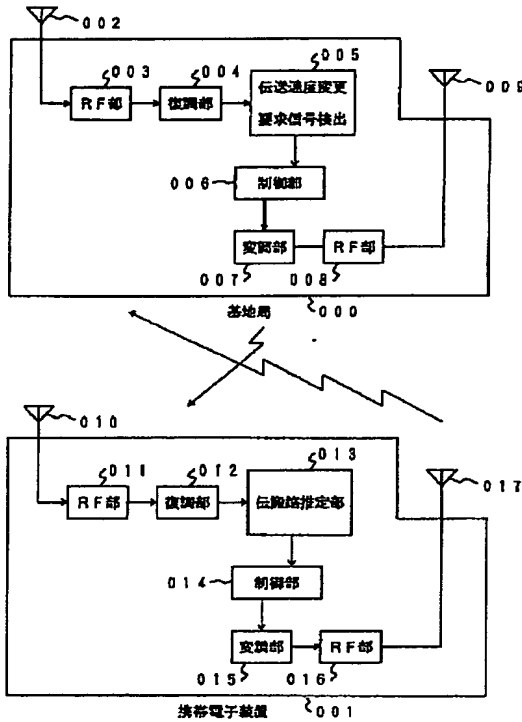 002
003
004
005
009
RF部
復調部
伝送速度変更
要求信号検出
006
制御部
変調部
RF部
007
008
基地局
000
010
011
012
013
017
RF部
復調部
伝搬路推定部
014
制御部
変調部
RF部
015
016
携帯電子装置
001